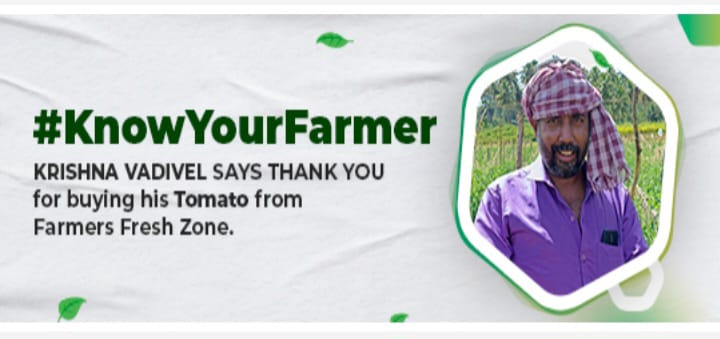 #KnowYourFarmer
KRISHNA VADIVEL SAYS THANK YOU
for buying his Tomato from
Farmers Fresh Zone.